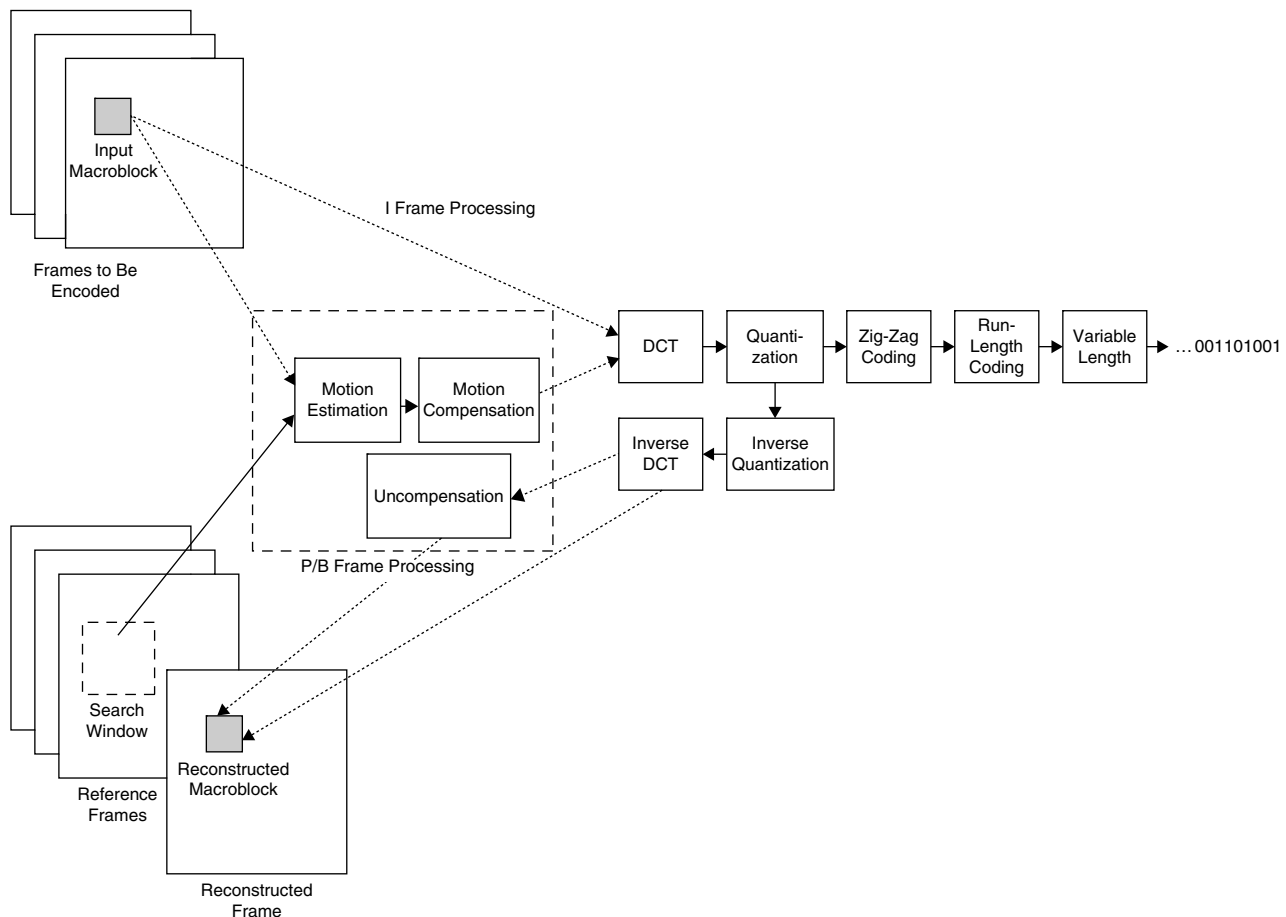 Input
Macroblock
I Frame Processing
Frames to Be
Encoded
DCT
Quanti-
zation
Zig-Zag
Coding
Run-
Length
Coding
Variable
Length
...001101001
Motion
Estimation
Motion
Compensation
Inverse
DCT
Inverse
Quantization
Uncompensation
P/B Frame Processing
Search
Window
Reconstructed
Macroblock
Reference
Frames
Reconstructed
Frame